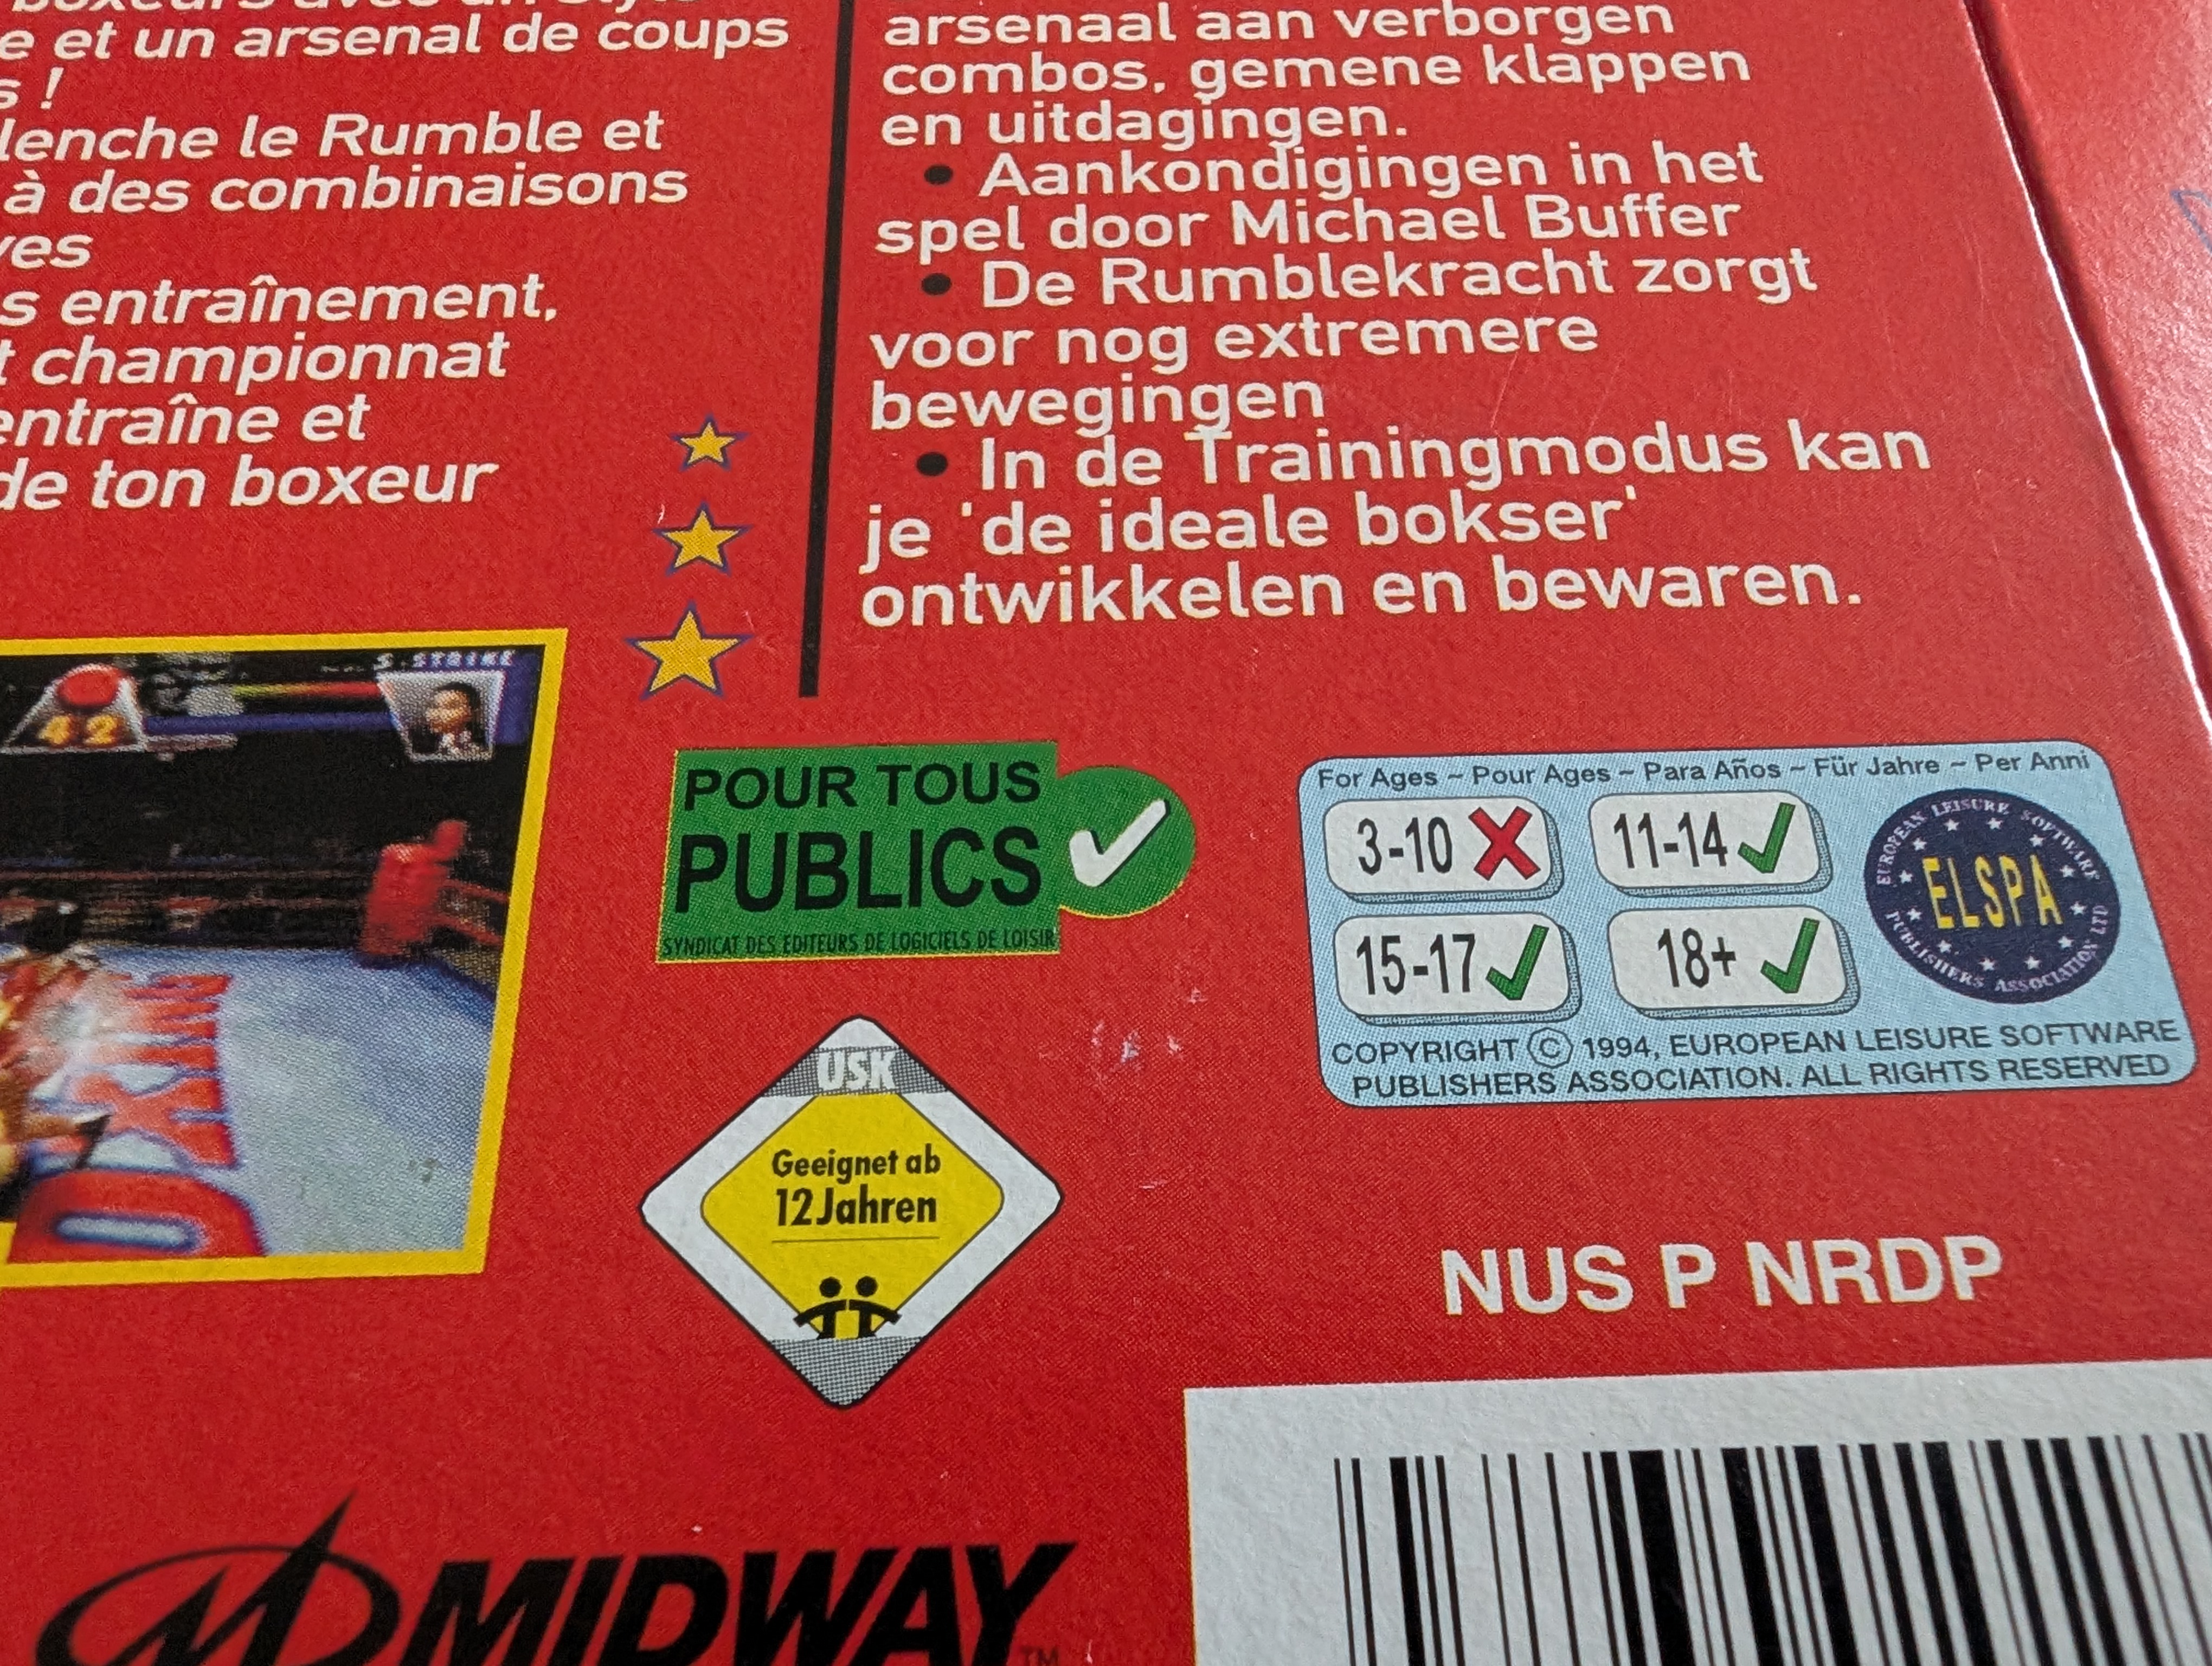 e et un arsenal de coups
s !
lenche le Rumble et
à des combinaisons
ves
s entraînement,
t championnat
entraîne et
de ton boxeur
arsenaal aan verborgen
combos, gemene klappen
en uitdagingen.
• Aankondigingen in het
spel door Michael Buffer
• De Rumblekracht zorgt
voor nog extremere
bewegingen
• In de Trainingmodus kan
je 'de ideale bokser'
ontwikkelen en bewaren.
S.STRIKE
42
POUR TOUS
PUBLICS
SYNDICAT DES EDITEURS DE LOGICIELS DE LOISIR
For Ages ~ Pour Ages ~ Para Años ~ Für Jahre ~ Per Anni
3-10
11-14
15-17
18+
EUROPEAN LEISURE SOFTWARE
ELSPA
PUBLISHERS ASSOCIATION LTD
COPYRIGHT © 1994, EUROPEAN LEISURE SOFTWARE
PUBLISHERS ASSOCIATION. ALL RIGHTS RESERVED
USK
Geeignet ab
12 Jahren
NUS P NRDP
MIDWAY
TM